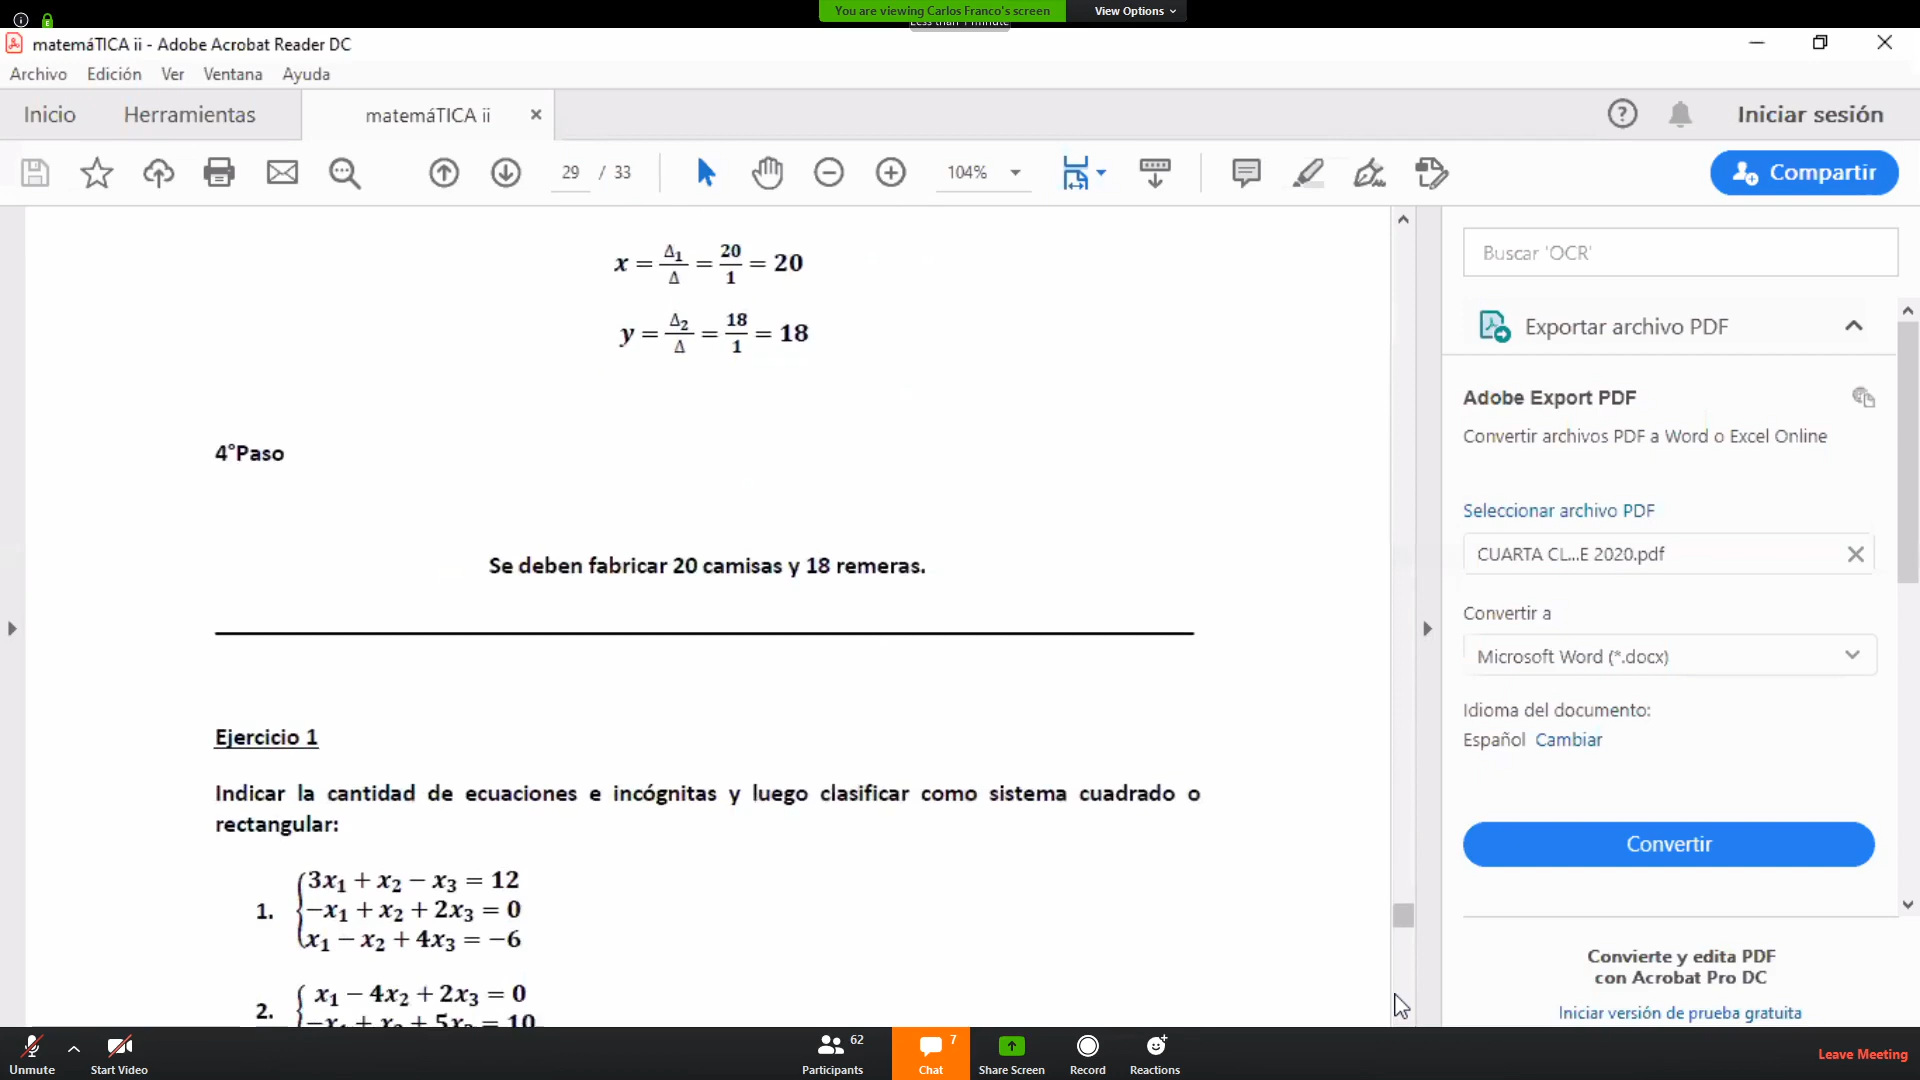 You are viewing Carlos Franco's screen
View Options
matemáTICA ii - Adobe Acrobat Reader DC
Archivo Edición Ver Ventana Ayuda
Inicio Herramientas matemáTICA ii Iniciar sesión
29 / 33 104% Compartir
x = Δ₁/Δ = 20/1 = 20
y = Δ₂/Δ = 18/1 = 18
4°Paso
Se deben fabricar 20 camisas y 18 remeras.
Ejercicio 1
Indicar la cantidad de ecuaciones e incógnitas y luego clasificar como sistema cuadrado o
rectangular:
1. 3x₁ + x₂ − x₃ = 12
−x₁ + x₂ + 2x₃ = 0
x₁ − x₂ + 4x₃ = −6
2. x₁ − 4x₂ + 2x₃ = 0
−x₁ + x₂ + 5x₃ = 10
Buscar 'OCR'
Exportar archivo PDF
Adobe Export PDF
Convertir archivos PDF a Word o Excel Online
Seleccionar archivo PDF
CUARTA CL...E 2020.pdf
Convertir a
Microsoft Word (*.docx)
Idioma del documento:
Español Cambiar
Convertir
Convierte y edita PDF
con Acrobat Pro DC
Iniciar versión de prueba gratuita
Unmute
Start Video
Participants 62
Chat 7
Share Screen
Record
Reactions
Leave Meeting